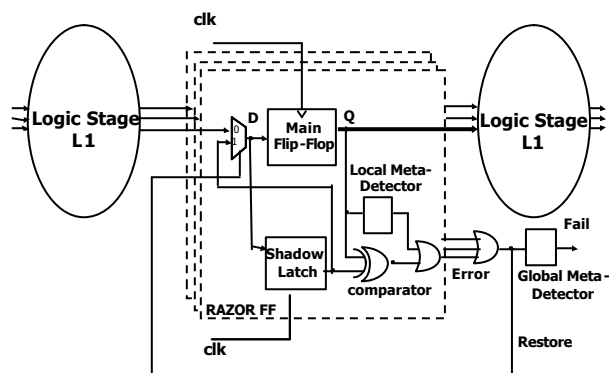 clk
Logic Stage
L1
D
Q
0
1
Main
Flip-Flop
Logic Stage
L1
Local Meta-
Detector
Shadow
Latch
comparator
Error
Fail
Global Meta-
Detector
RAZOR FF
Restore
clk